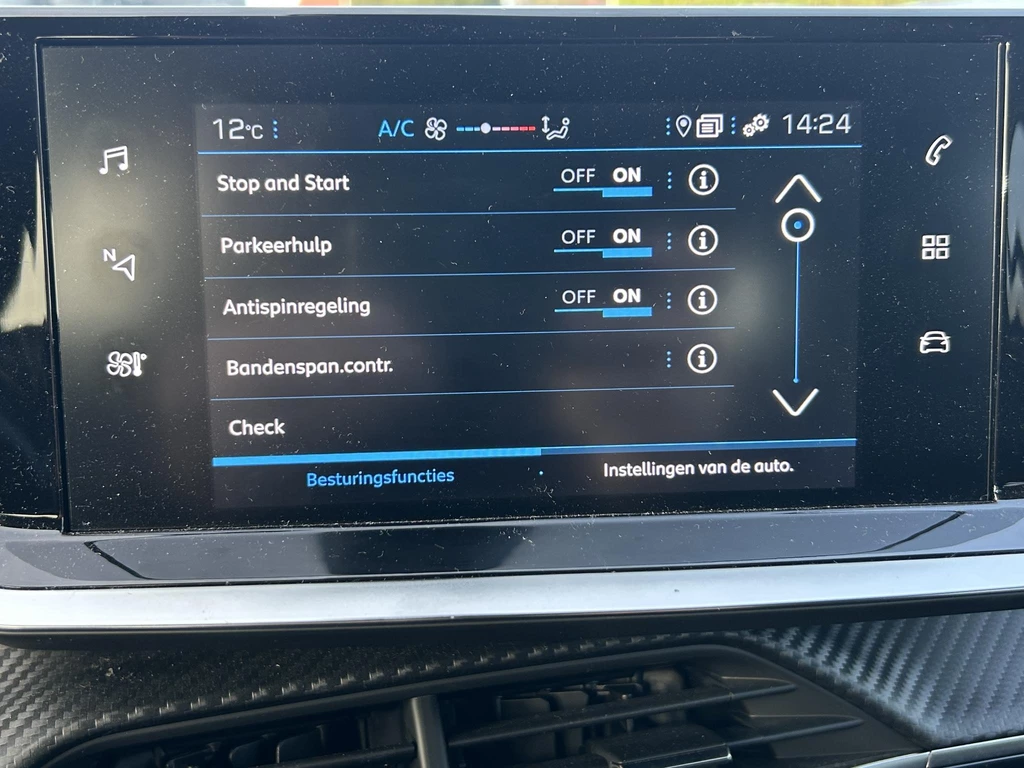 12°C A/C 14:24
Stop and Start OFF ON
Parkeerhulp OFF ON
Antispinregeling OFF ON
Bandenspan.contr.
Check
Besturingsfuncties Instellingen van de auto.
N